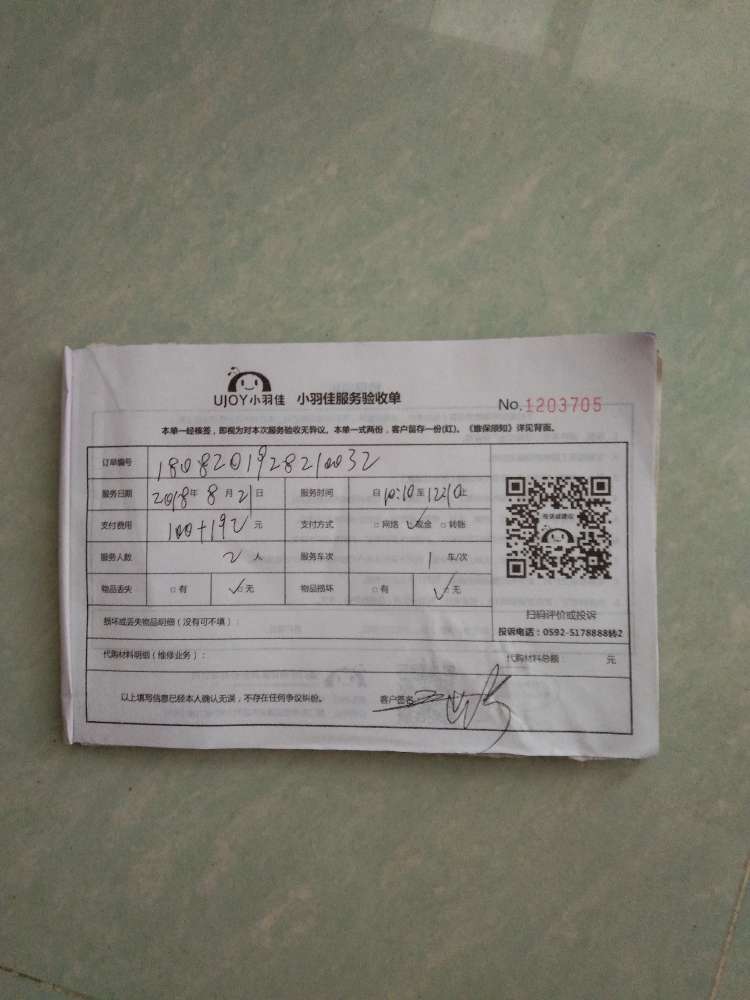 UJOY小羽佳 小羽佳服务验收单 No.1203705
本单一经核签，即视为对本次服务验收无异议。本单一式两份，客户留存一份(红)。《维保须知》详见背面。
订单编号 180820192820032
服务日期 2018年 8月21日 服务时间 自10:10至12:10止
支付费用 100+192元 支付方式 □网络 ✓现金 □转账
服务人数 2人 服务车次 1车/次
物品丢失 □有 ✓□无 物品损坏 □有 ✓□无
扫码评价或投诉
损坏或丢失物品明细（没有可不填）：
投诉电话：0592-5178888转2
代购材料明细（维修业务）： 代购材料总额： 元
以上填写信息已经本人确认无误，不存在任何争议纠纷。 客户签名